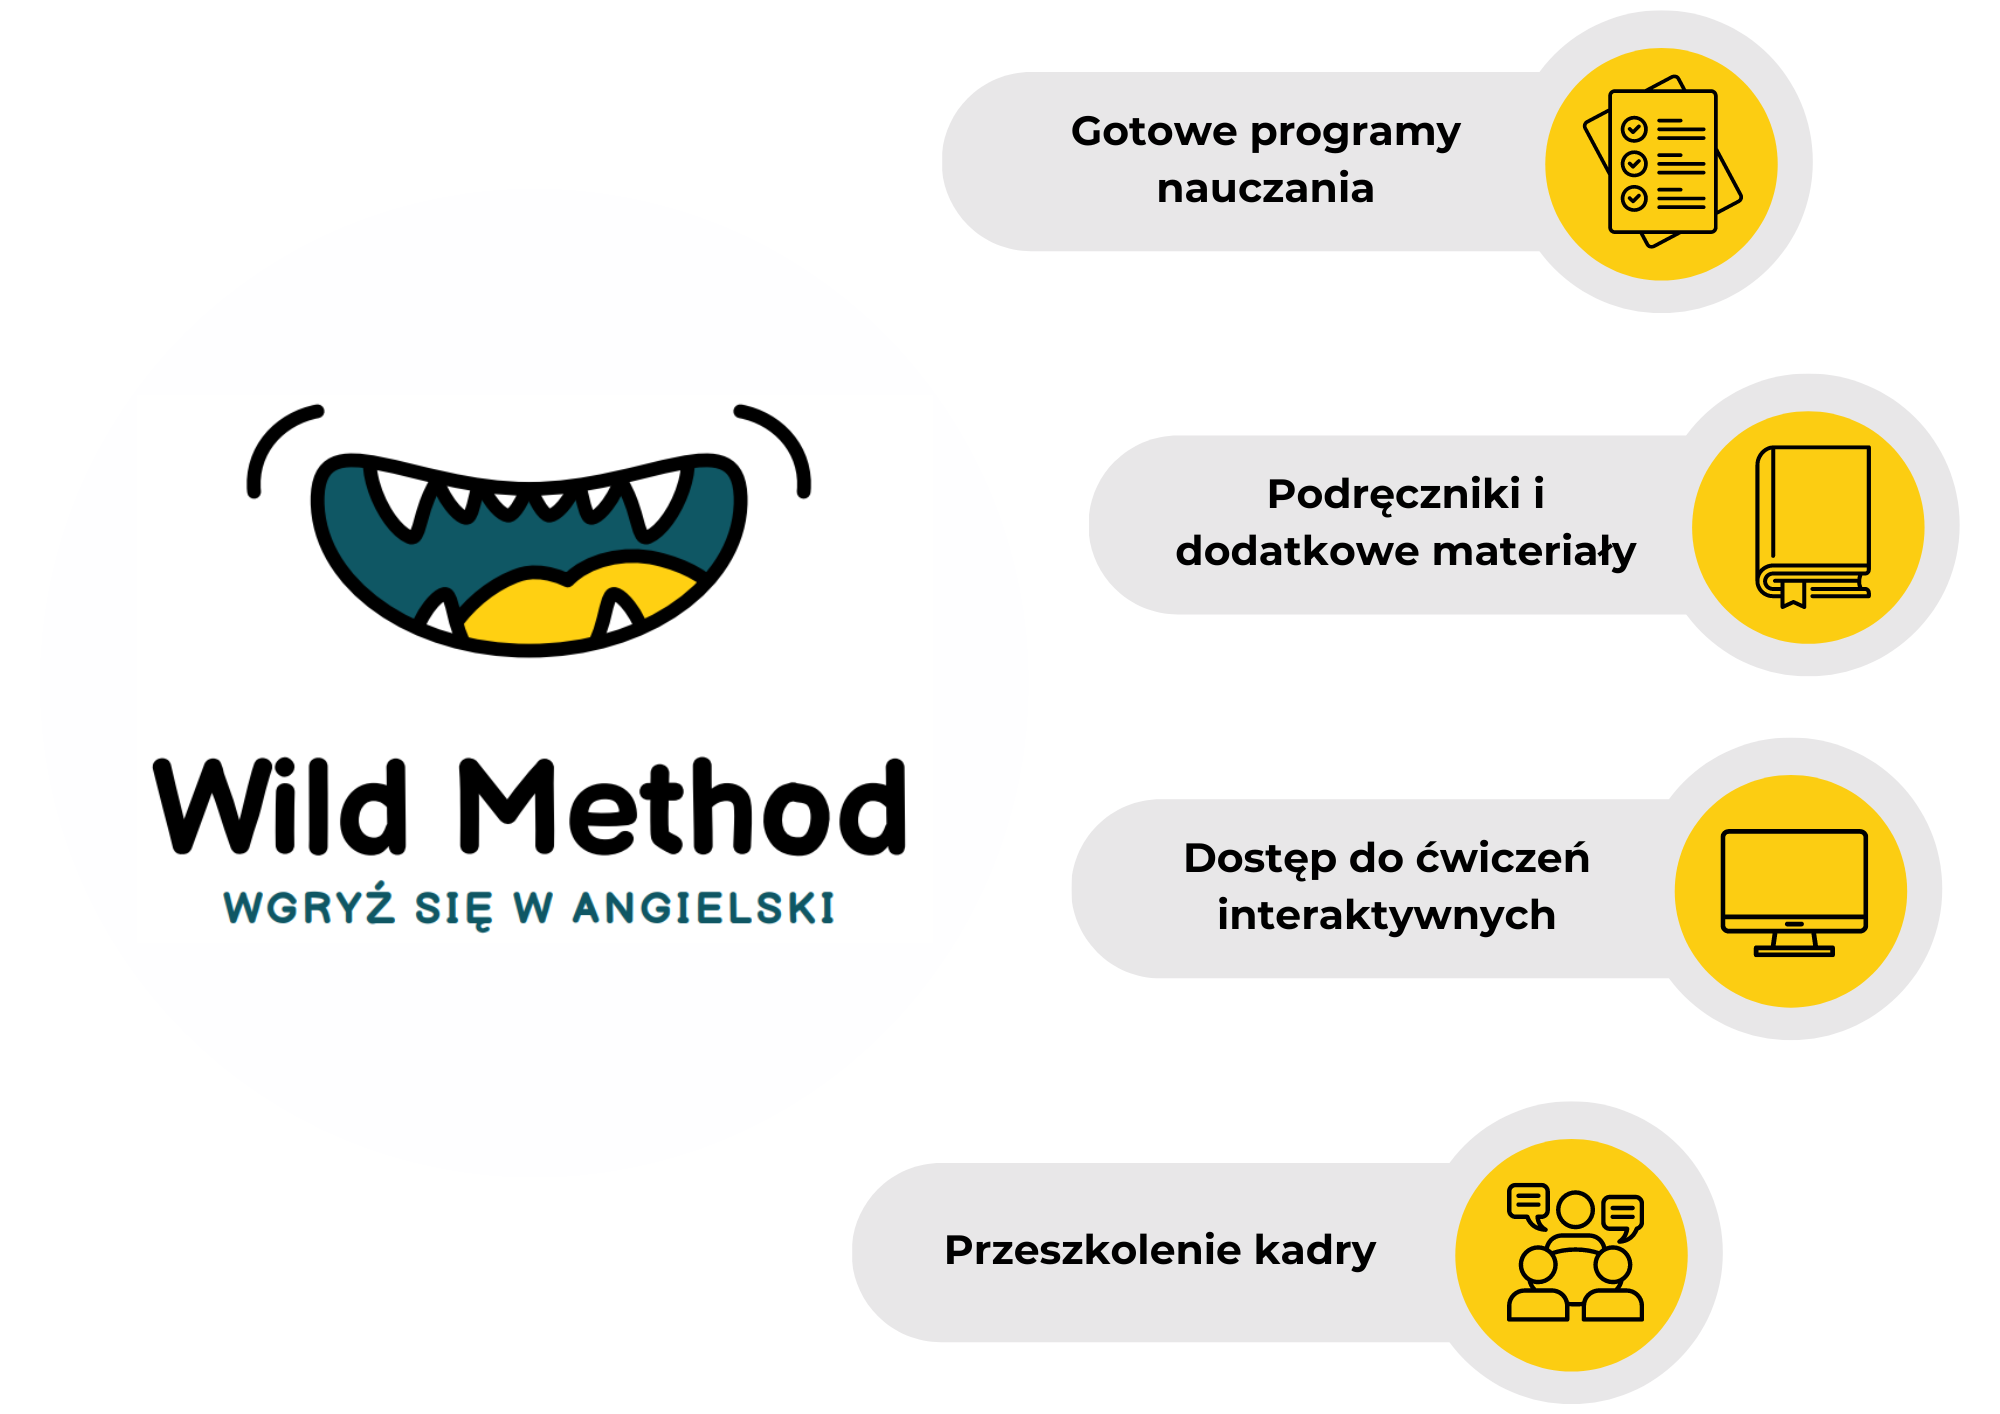 Wild Method
WGRYŹ SIĘ W ANGIELSKI
Gotowe programy
nauczania
Podręczniki i
dodatkowe materiały
Dostęp do ćwiczeń
interaktywnych
Przeszkolenie kadry